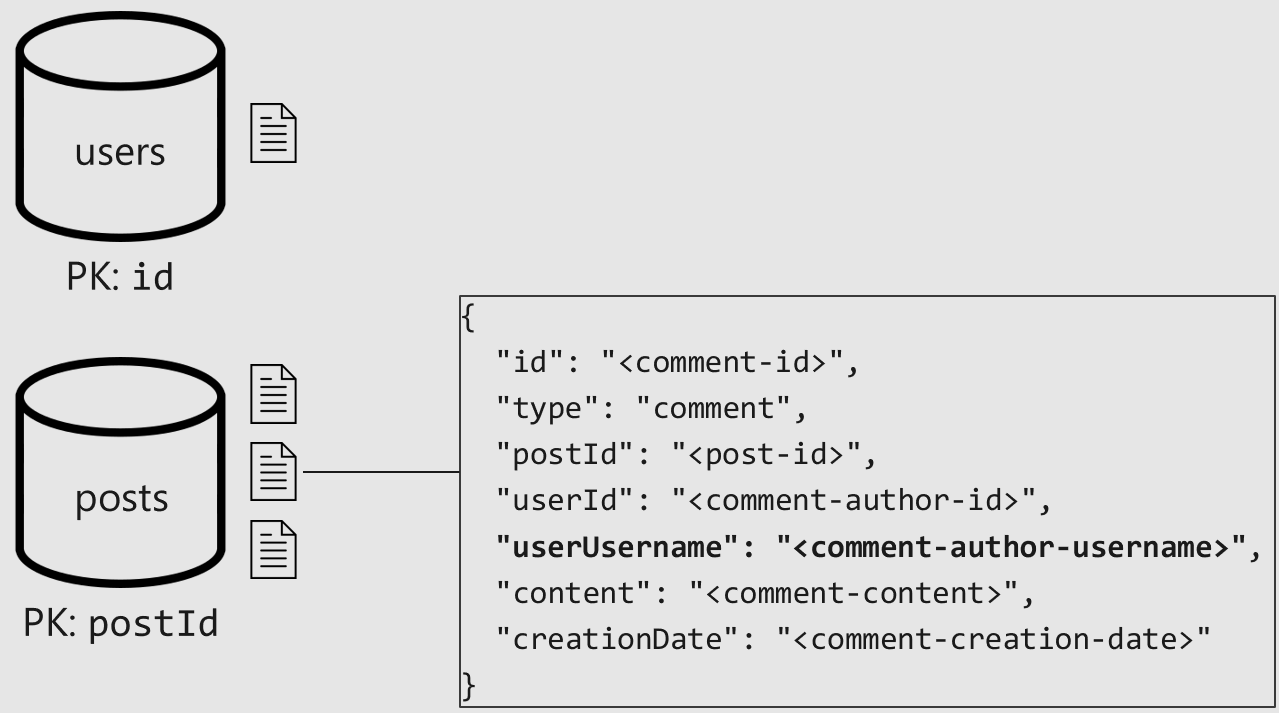 users
PK: id
posts
PK: postId
{
"id": "<comment-id>",
"type": "comment",
"postId": "<post-id>",
"userId": "<comment-author-id>",
"userUsername": "<comment-author-username>",
"content": "<comment-content>",
"creationDate": "<comment-creation-date>"
}